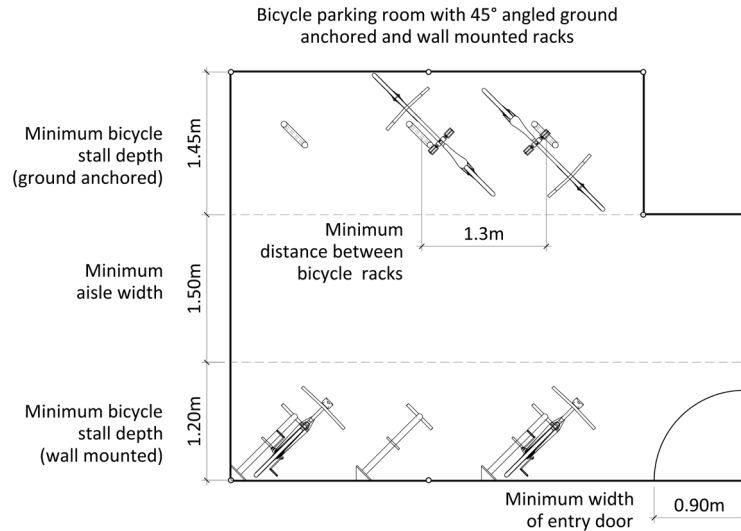 Bicycle parking room with 45° angled ground
anchored and wall mounted racks
Minimum bicycle
stall depth
(ground anchored)
1.45m
Minimum
distance between
bicycle racks
1.3m
Minimum
aisle width
1.50m
Minimum bicycle
stall depth
(wall mounted)
1.20m
Minimum width
of entry door
0.90m